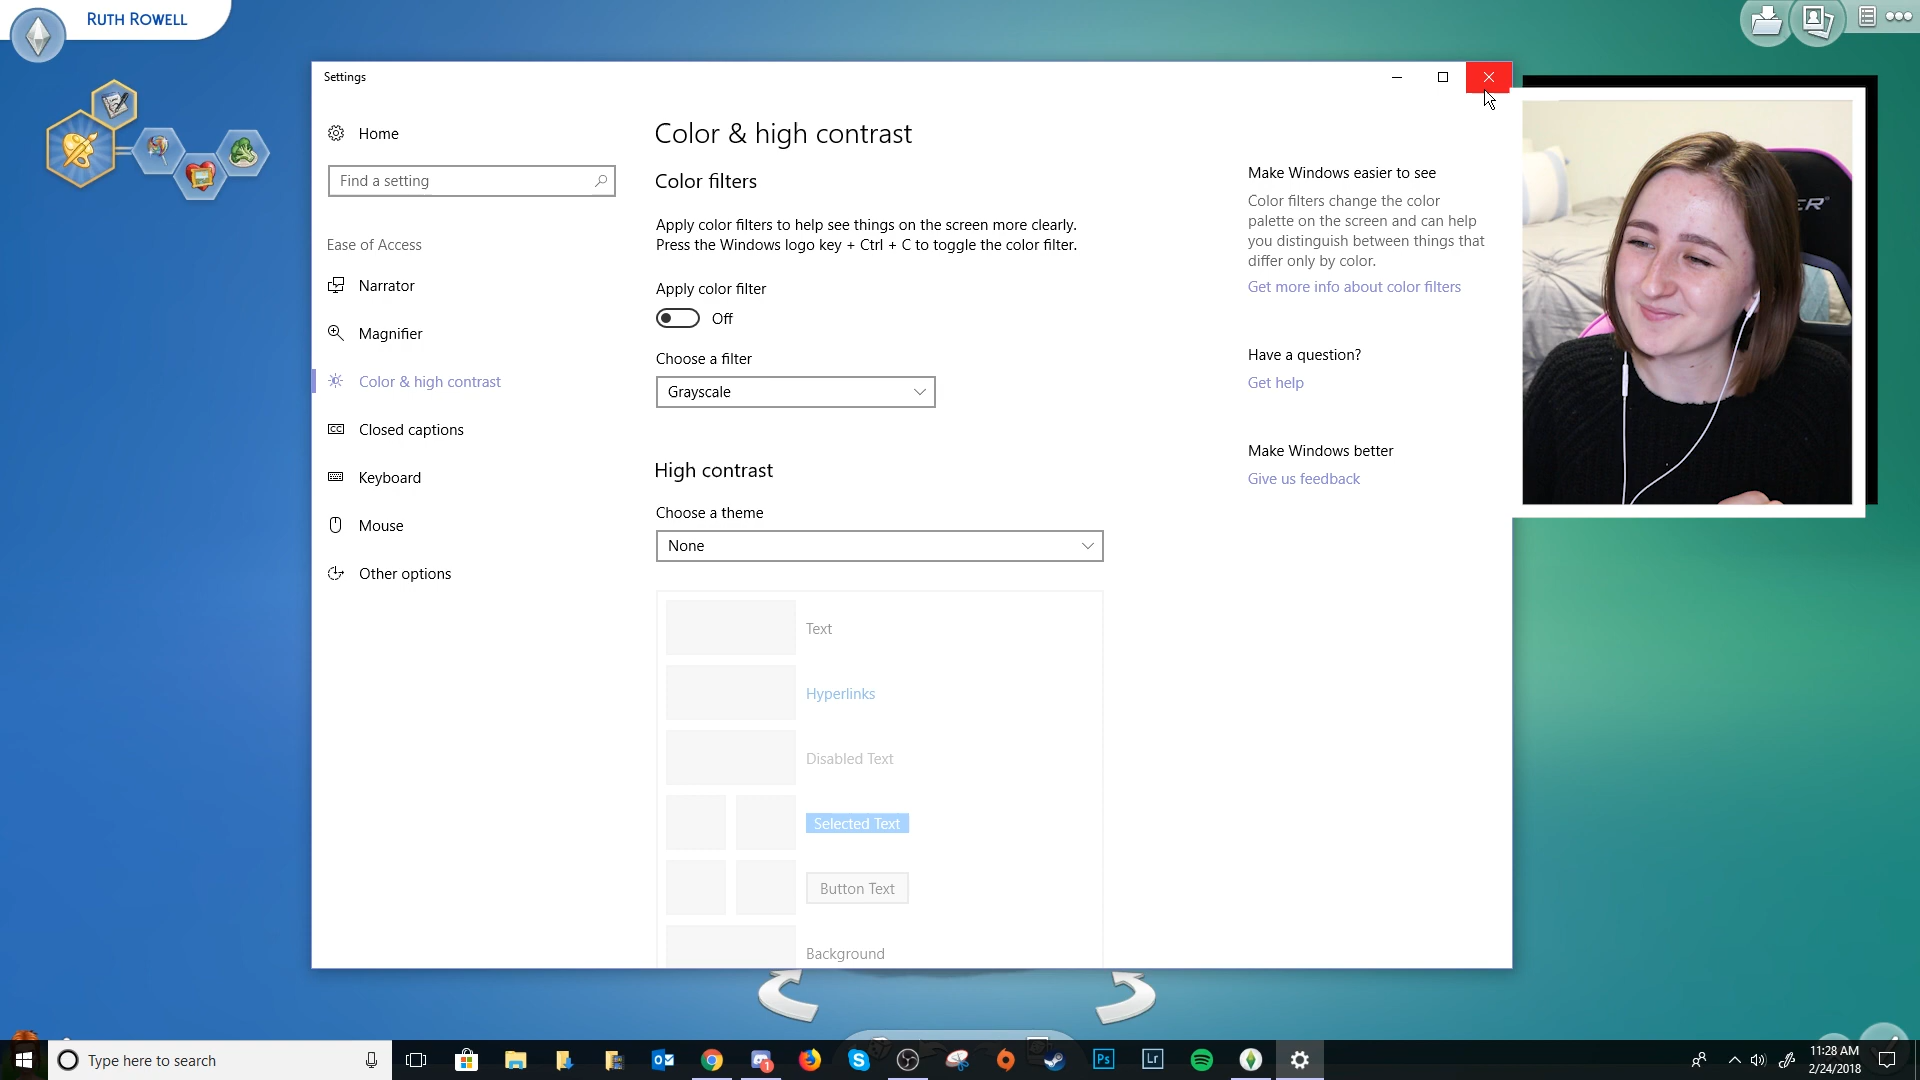 RUTH ROWELL
Settings
Home
Find a setting
Ease of Access
Narrator
Magnifier
Color & high contrast
Closed captions
Keyboard
Mouse
Other options
Color & high contrast
Color filters
Apply color filters to help see things on the screen more clearly.
Press the Windows logo key + Ctrl + C to toggle the color filter.
Apply color filter
Off
Choose a filter
Grayscale
High contrast
Choose a theme
None
Text
Hyperlinks
Disabled Text
Selected Text
Button Text
Background
Make Windows easier to see
Color filters change the color
palette on the screen and can help
you distinguish between things that
differ only by color.
Get more info about color filters
Have a question?
Get help
Make Windows better
Give us feedback
Type here to search
1
Ps
Lr
11:28 AM
2/24/2018